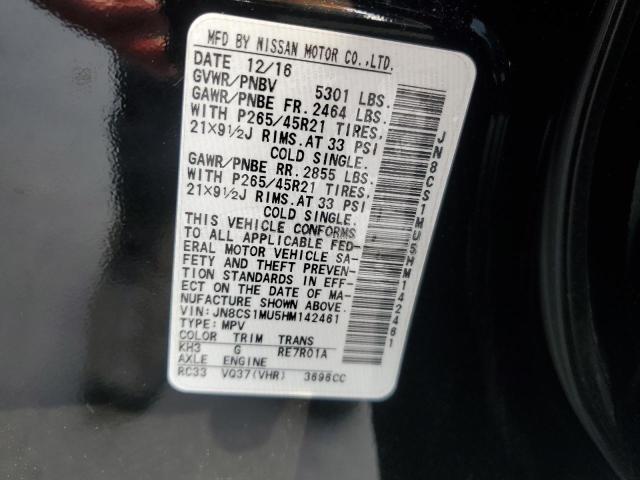 MFD BY NISSAN MOTOR CO.,LTD.
DATE 12/16
GVWR/PNBV 5301 LBS.
GAWR/PNBE FR. 2464 LBS.
WITH P265/45R21 TIRES.
21X9½J RIMS.AT 33 PSI
COLD SINGLE.
GAWR/PNBE RR. 2855 LBS.
WITH P265/45R21 TIRES.
21X9½J RIMS.AT 33 PSI
COLD SINGLE.
THIS VEHICLE CONFORMS
TO ALL APPLICABLE FED-
ERAL MOTOR VEHICLE SA-
FETY AND THEFT PREVEN-
TION STANDARDS IN EFF-
ECT ON THE DATE OF MA-
NUFACTURE SHOWN ABOVE.
VIN: JN8CS1MU5HM142461
TYPE: MPV
COLOR TRIM TRANS
KH3 G RE7R01A
AXLE ENGINE
RC33 VQ37(VHR) 3696CC
JN8CS1MU5HM142461